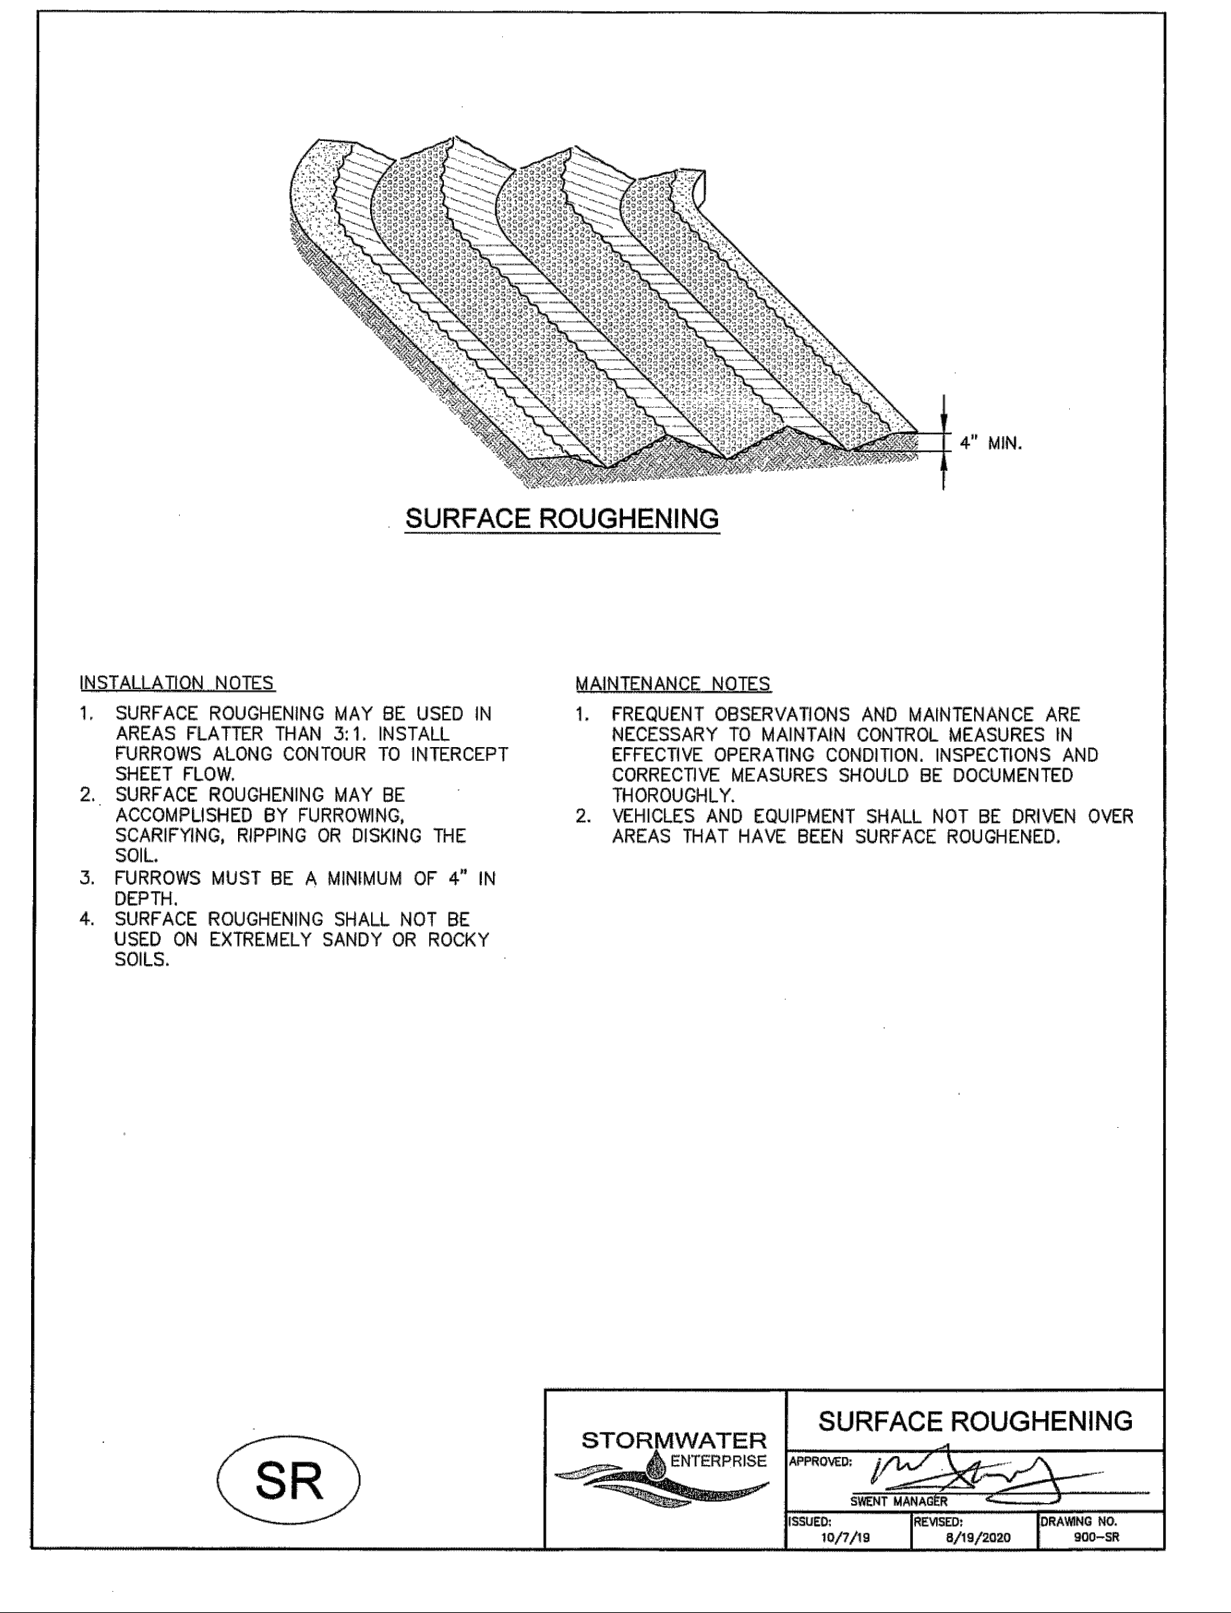 4" MIN.
SURFACE ROUGHENING
INSTALLATION NOTES
1. SURFACE ROUGHENING MAY BE USED IN
AREAS FLATTER THAN 3:1. INSTALL
FURROWS ALONG CONTOUR TO INTERCEPT
SHEET FLOW.
2. SURFACE ROUGHENING MAY BE
ACCOMPLISHED BY FURROWING,
SCARIFYING, RIPPING OR DISKING THE
SOIL.
3. FURROWS MUST BE A MINIMUM OF 4" IN
DEPTH.
4. SURFACE ROUGHENING SHALL NOT BE
USED ON EXTREMELY SANDY OR ROCKY
SOILS.
MAINTENANCE NOTES
1. FREQUENT OBSERVATIONS AND MAINTENANCE ARE
NECESSARY TO MAINTAIN CONTROL MEASURES IN
EFFECTIVE OPERATING CONDITION. INSPECTIONS AND
CORRECTIVE MEASURES SHOULD BE DOCUMENTED
THOROUGHLY.
2. VEHICLES AND EQUIPMENT SHALL NOT BE DRIVEN OVER
AREAS THAT HAVE BEEN SURFACE ROUGHENED.
SR
STORMWATER
ENTERPRISE
SURFACE ROUGHENING
APPROVED:
SWENT MANAGER
ISSUED:
10/7/19
REVISED:
8/19/2020
DRAWING NO.
900-SR